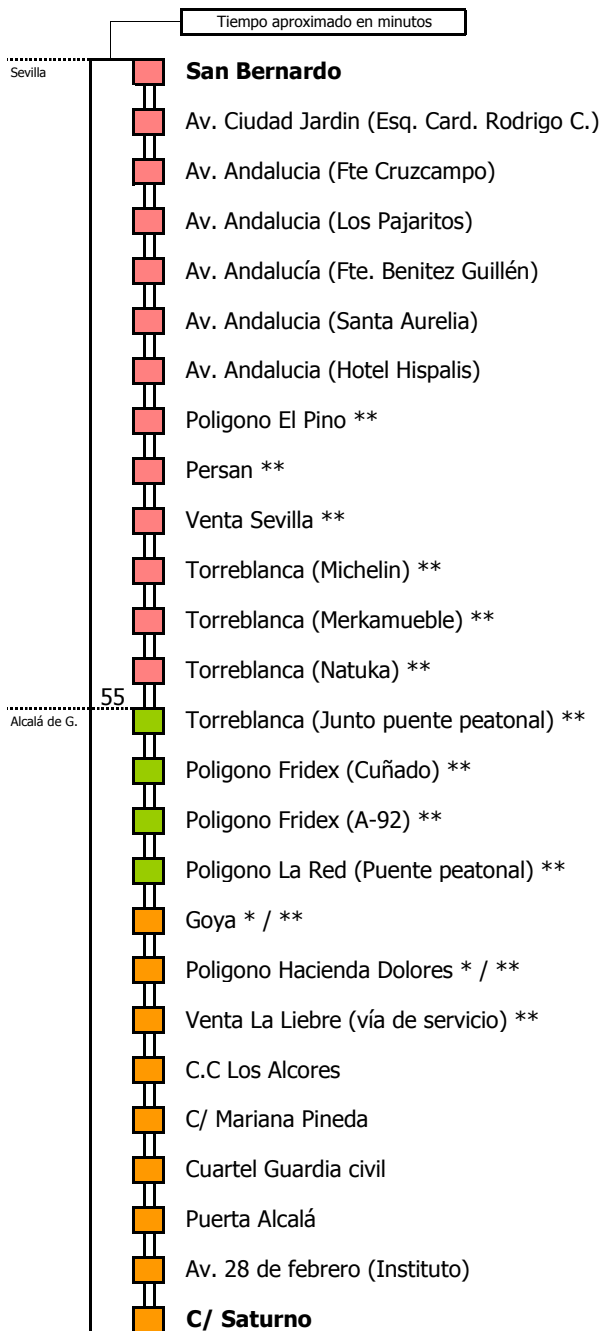 Tiempo aproximado en minutos
Sevilla
San Bernardo
Av. Ciudad Jardin (Esq. Card. Rodrigo C.)
Av. Andalucia (Fte Cruzcampo)
Av. Andalucia (Los Pajaritos)
Av. Andalucía (Fte. Benitez Guillén)
Av. Andalucia (Santa Aurelia)
Av. Andalucia (Hotel Hispalis)
Poligono El Pino **
Persan **
Venta Sevilla **
Torreblanca (Michelin) **
Torreblanca (Merkamueble) **
Torreblanca (Natuka) **
55
Alcalá de G.
Torreblanca (Junto puente peatonal) **
Poligono Fridex (Cuñado) **
Poligono Fridex (A-92) **
Poligono La Red (Puente peatonal) **
Goya * / **
Poligono Hacienda Dolores * / **
Venta La Liebre (vía de servicio) **
C.C Los Alcores
C/ Mariana Pineda
Cuartel Guardia civil
Puerta Alcalá
Av. 28 de febrero (Instituto)
C/ Saturno